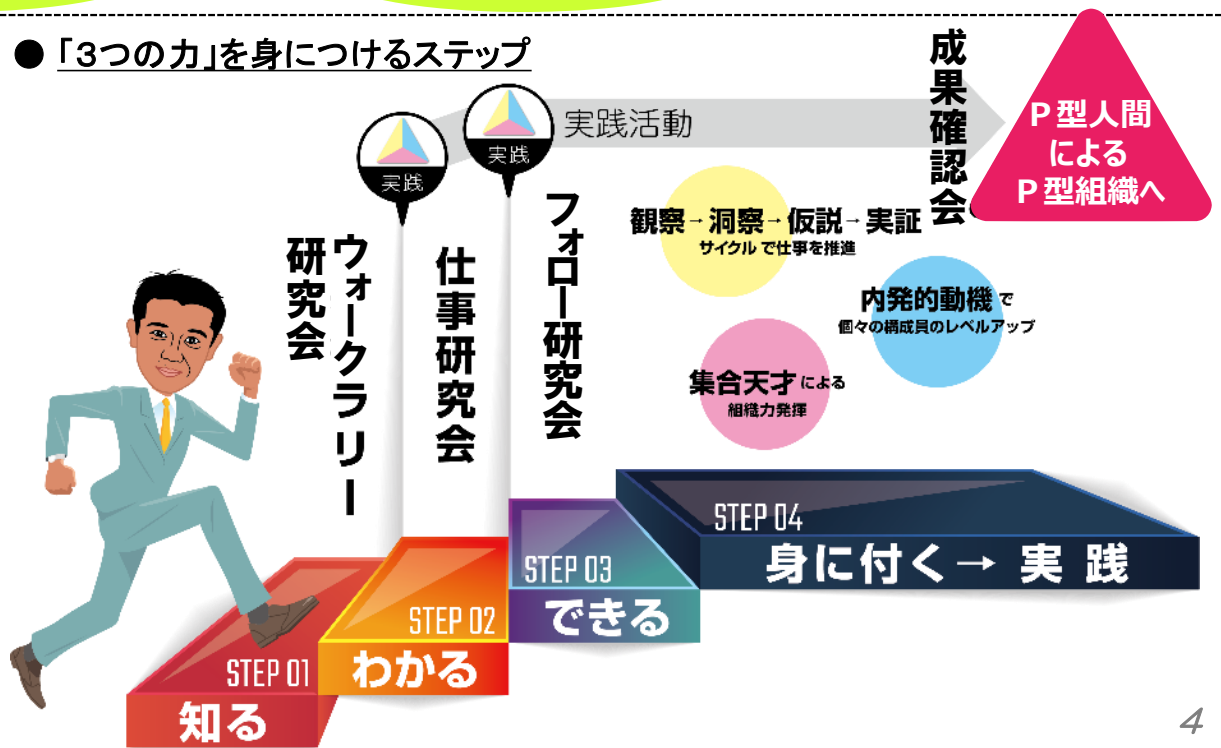 ● 「３つの力」を身につけるステップ
実践
実践
実践活動
成果確認会
Ｐ型人間
による
Ｐ型組織へ
ウォークラリー
研究会
仕事研究会
フォロー研究会
観察→洞察→仮説→実証
サイクルで仕事を推進
内発的動機で
個々の構成員のレベルアップ
集合天才による
組織力発揮
STEP 01
知る
STEP 02
わかる
STEP 03
できる
STEP 04
身に付く→ 実 践
4